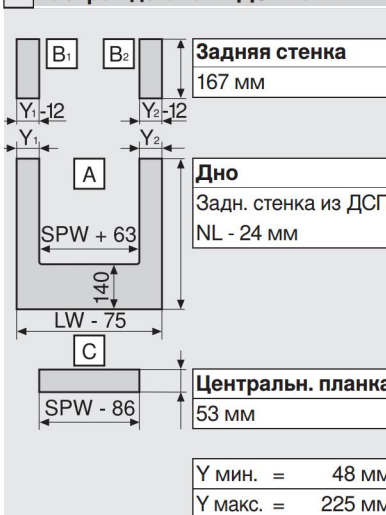 B1 B2 Задняя стенка
167 мм
Y1-12 Y2-12
Y1 Y2
A Дно
Задн. стенка из ДСП
SPW + 63 NL - 24 мм
140
LW - 75
C
Центральн. планка
SPW - 86 53 мм
Y мин. = 48 мм
Y макс. = 225 мм